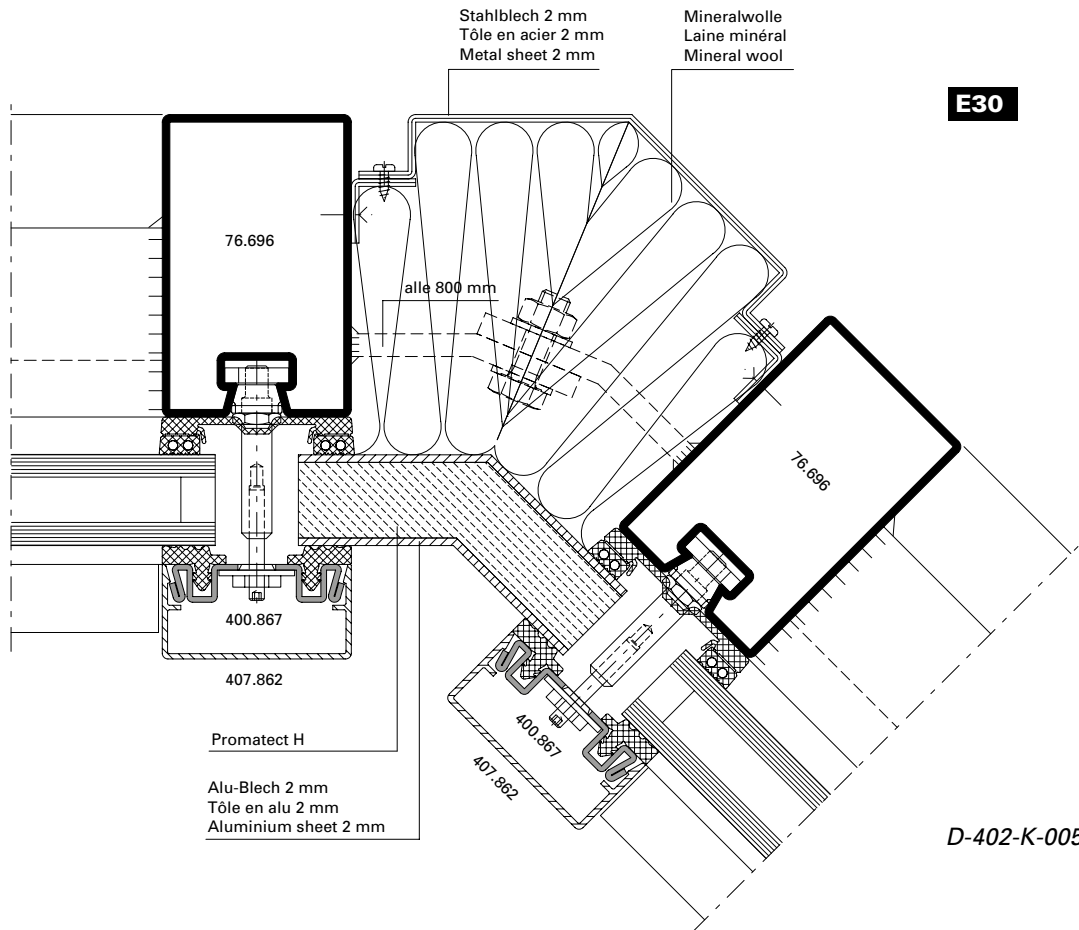 Stahlblech 2 mm
Tôle en acier 2 mm
Metal sheet 2 mm
Mineralwolle
Laine minéral
Mineral wool
E30
76.696
alle 800 mm
76.696
400.867
407.862
400.867
407.862
Promatect H
Alu-Blech 2 mm
Tôle en alu 2 mm
Aluminium sheet 2 mm
D-402-K-005